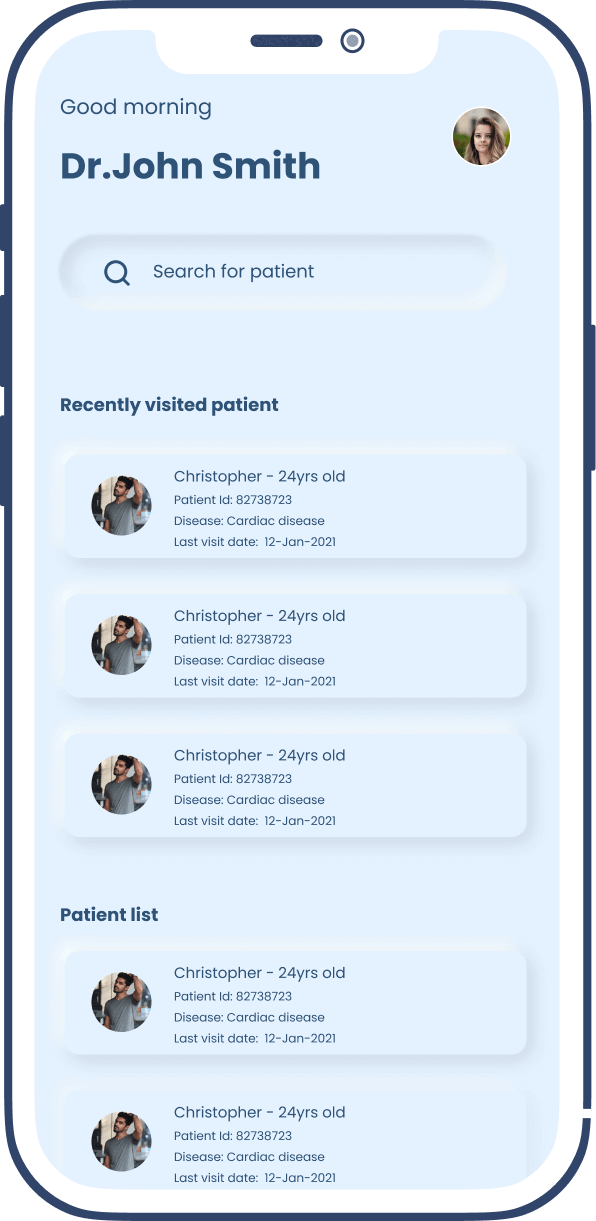 Good morning
Dr.John Smith
Search for patient
Recently visited patient
Christopher - 24yrs old
Patient Id: 82738723
Disease: Cardiac disease
Last visit date:  12-Jan-2021
Christopher - 24yrs old
Patient Id: 82738723
Disease: Cardiac disease
Last visit date:  12-Jan-2021
Christopher - 24yrs old
Patient Id: 82738723
Disease: Cardiac disease
Last visit date:  12-Jan-2021
Patient list
Christopher - 24yrs old
Patient Id: 82738723
Disease: Cardiac disease
Last visit date:  12-Jan-2021
Christopher - 24yrs old
Patient Id: 82738723
Disease: Cardiac disease
Last visit date:  12-Jan-2021